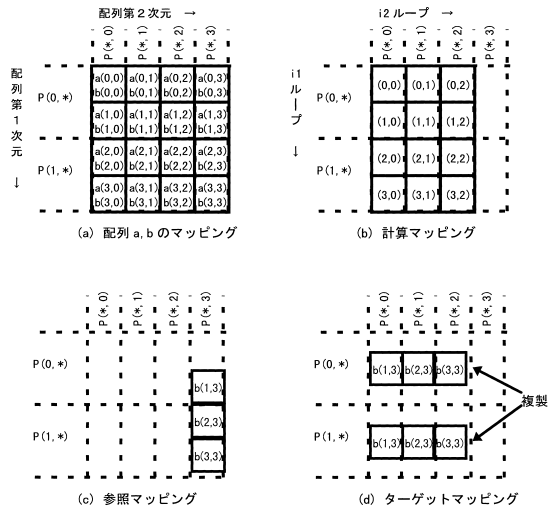 配列第2次元 →
P(*,0) P(*,1) P(*,2) P(*,3)
配列第1次元 →
P(0,*)
a(0,0) a(0,1) a(0,2) a(0,3)
b(0,0) b(0,1) b(0,2) b(0,3)
a(1,0) a(1,1) a(1,2) a(1,3)
b(1,0) b(1,1) b(1,2) b(1,3)
P(1,*)
a(2,0) a(2,1) a(2,2) a(2,3)
b(2,0) b(2,1) b(2,2) b(2,3)
a(3,0) a(3,1) a(3,2) a(3,3)
b(3,0) b(3,1) b(3,2) b(3,3)
(a) 配列 a,b のマッピング
i2 ループ →
P(*,0) P(*,1) P(*,2) P(*,3)
i1 ループ →
P(0,*)
(0,0) (0,1) (0,2)
(1,0) (1,1) (1,2)
P(1,*)
(2,0) (2,1) (2,2)
(3,0) (3,1) (3,2)
(b) 計算マッピング
P(*,0) P(*,1) P(*,2) P(*,3)
P(0,*)
b(1,3)
P(1,*)
b(2,3)
b(3,3)
(c) 参照マッピング
P(*,0) P(*,1) P(*,2) P(*,3)
P(0,*)
b(1,3) b(2,3) b(3,3)
複製
P(1,*)
b(1,3) b(2,3) b(3,3)
(d) ターゲットマッピング